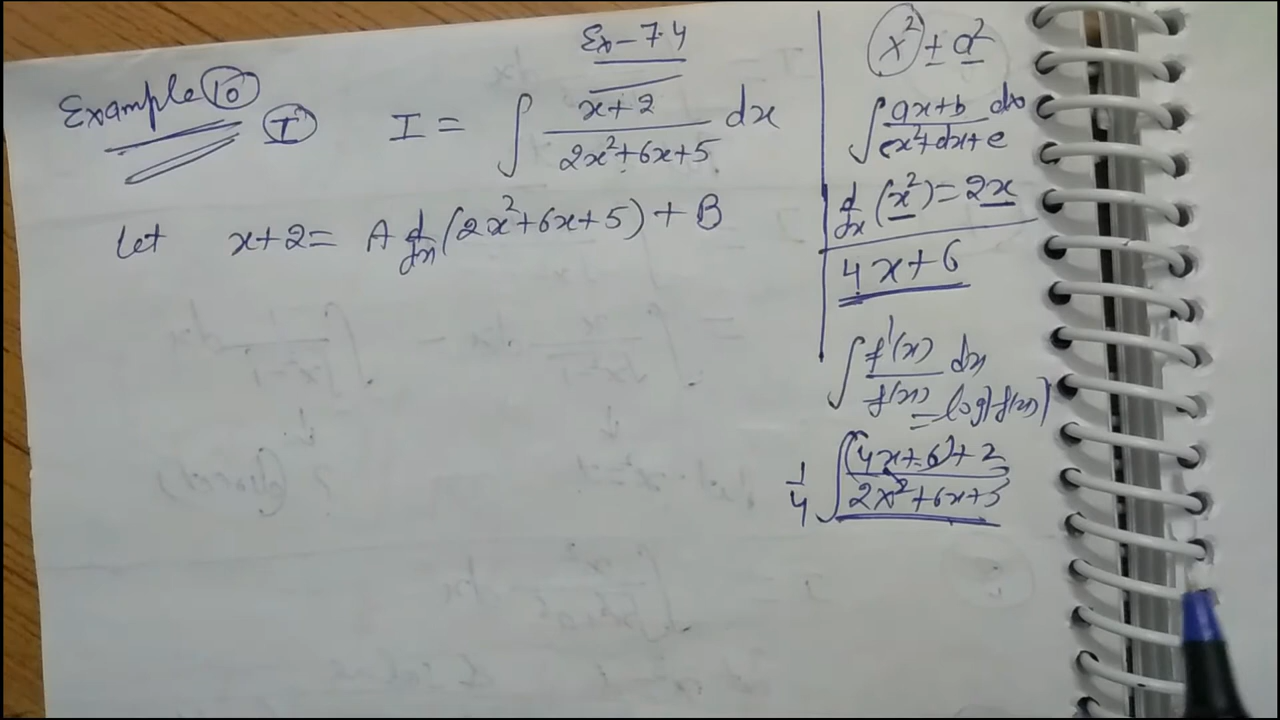 Ex-7.4
Example 10
I I = ∫ x+2 / 2x²+6x+5 dx
Let x+2 = A d/dx (2x²+6x+5) + B
x² ± a²
∫ ax+b / cx²+dx+e dx
d/dx (x²) = 2x
4x+6
∫ f'(x) / f(x) dx
= log|f(x)|
1/4 ∫ (4x+6)+2 / 2x²+6x+5